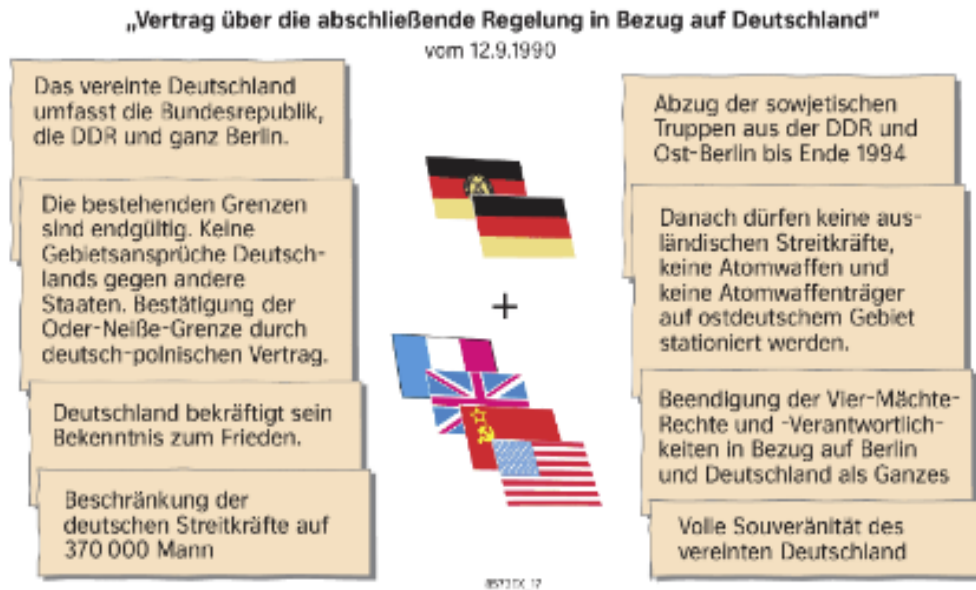 „Vertrag über die abschließende Regelung in Bezug auf Deutschland"
vom 12.9.1990
Das vereinte Deutschland
umfasst die Bundesrepublik,
die DDR und ganz Berlin.
Die bestehenden Grenzen
sind endgültig. Keine
Gebietsansprüche Deutsch-
lands gegen andere
Staaten. Bestätigung der
Oder-Neiße-Grenze durch
deutsch-polnischen Vertrag.
Deutschland bekräftigt sein
Bekenntnis zum Frieden.
Beschränkung der
deutschen Streitkräfte auf
370 000 Mann
+
Abzug der sowjetischen
Truppen aus der DDR und
Ost-Berlin bis Ende 1994
Danach dürfen keine aus-
ländischen Streitkräfte,
keine Atomwaffen und
keine Atomwaffenträger
auf ostdeutschem Gebiet
stationiert werden.
Beendigung der Vier-Mächte-
Rechte und -Verantwortlich-
keiten in Bezug auf Berlin
und Deutschland als Ganzes
Volle Souveränität des
vereinten Deutschland